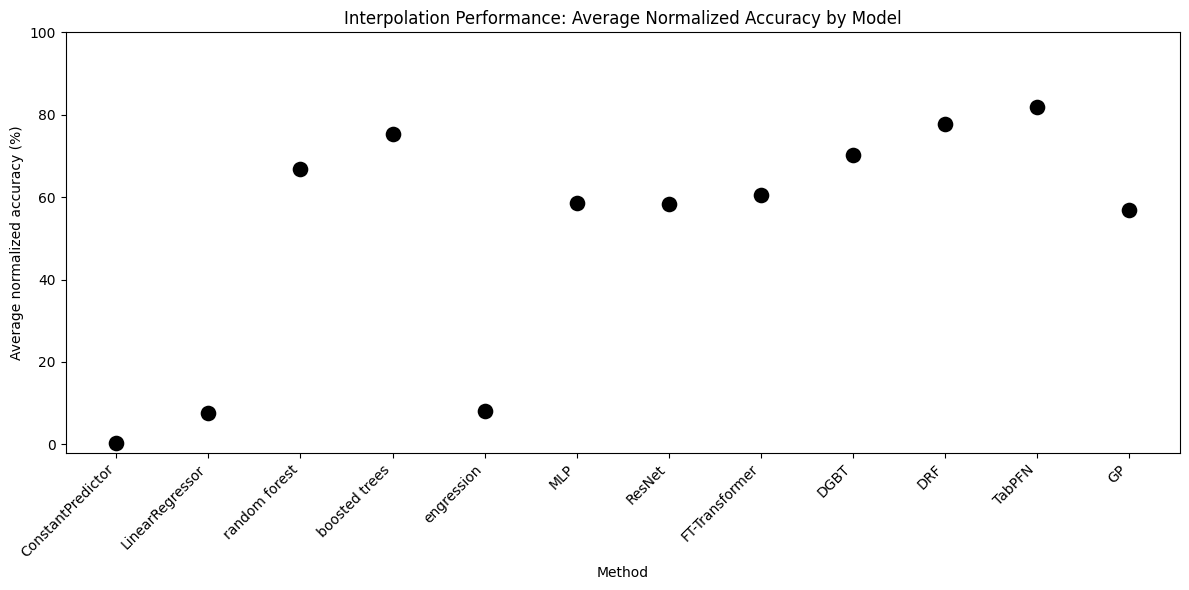 Interpolation Performance: Average Normalized Accuracy by Model
Average normalized accuracy (%)
100
80
60
40
20
0
ConstantPredictor
LinearRegressor
random forest
boosted trees
engression
MLP
ResNet
FT-Transformer
DGBT
DRF
TabPFN
GP
Method